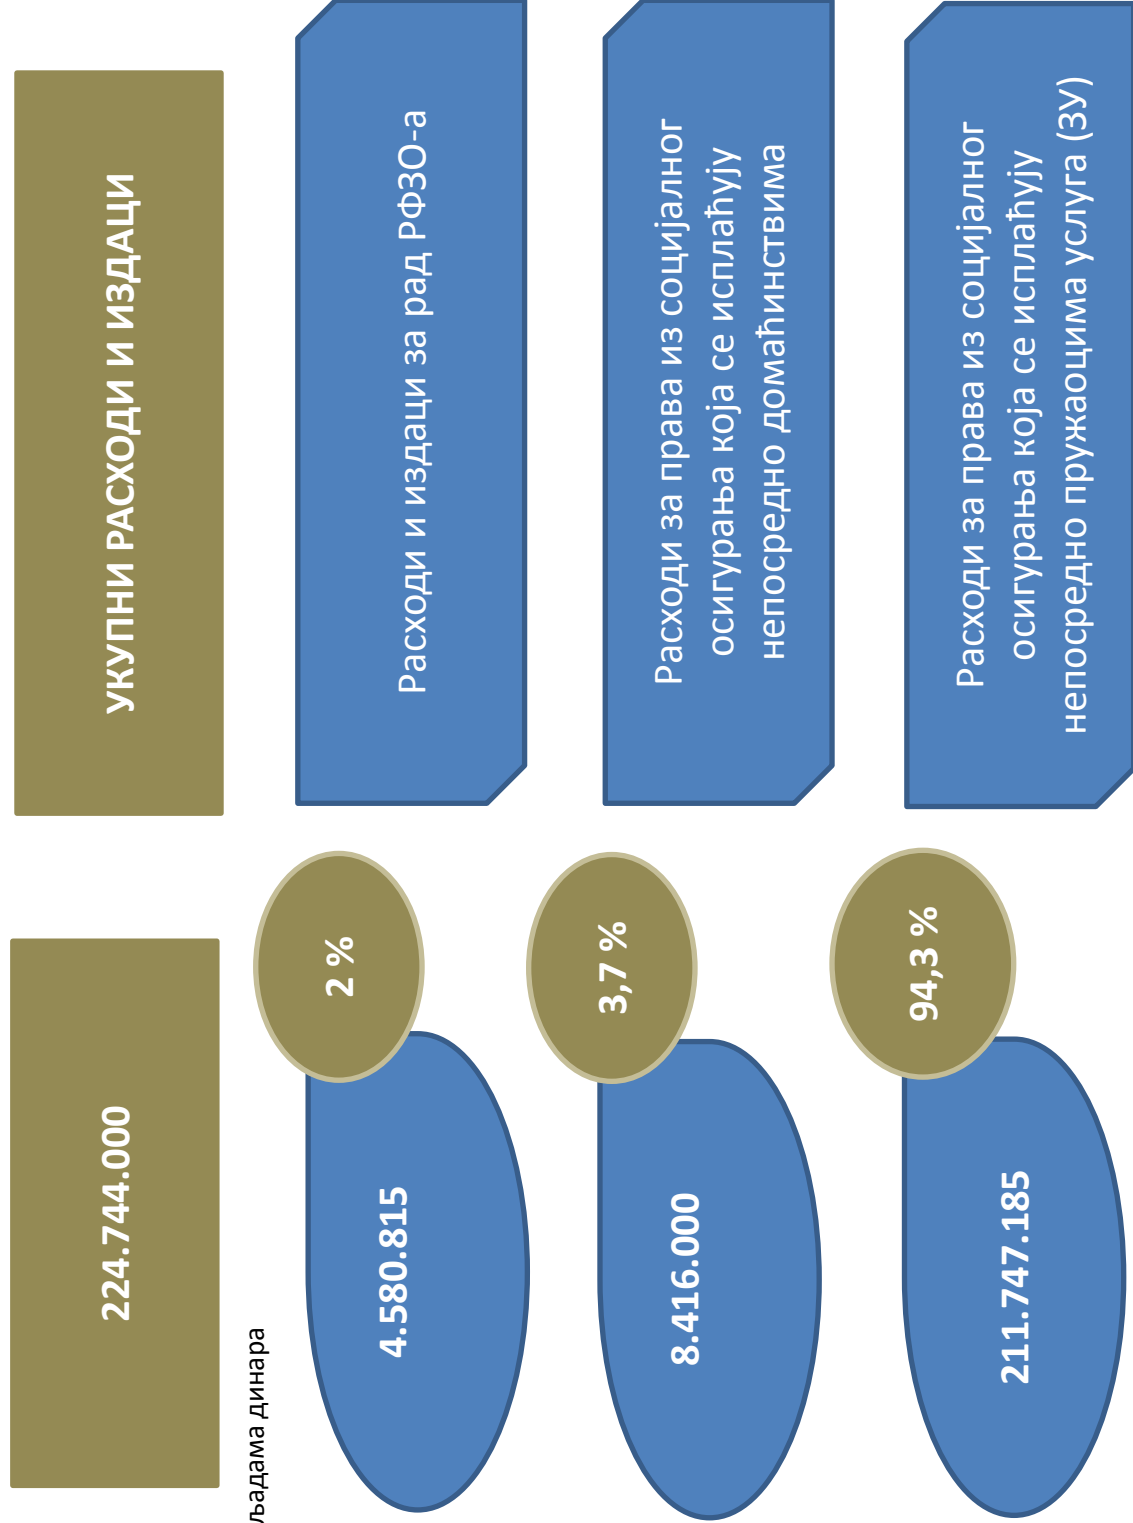 УКУПНИ РАСХОДИ И ИЗДАЦИ
224.744.000
љадама динара
Расходи и издаци за рад РФЗО-а
2 %
4.580.815
Расходи за права из социјалног
осигурања која се исплаћују
непосредно домаћинствима
3,7 %
8.416.000
Расходи за права из социјалног
осигурања која се исплаћују
непосредно пружаоцима услуга (ЗУ)
94,3 %
211.747.185